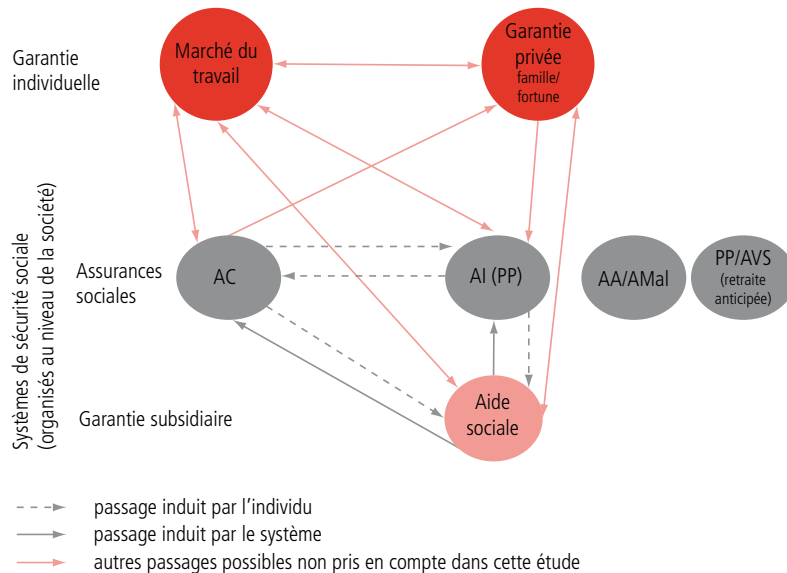 Garantie
individuelle
Marché du
travail
Garantie
privée
famille/
fortune
Systèmes de sécurité sociale
(organisés au niveau de la société)
Assurances
sociales
AC
AI (PP)
AA/AMal
PP/AVS
(retraite
anticipée)
Garantie subsidiaire
Aide
sociale
passage induit par l'individu
passage induit par le système
autres passages possibles non pris en compte dans cette étude